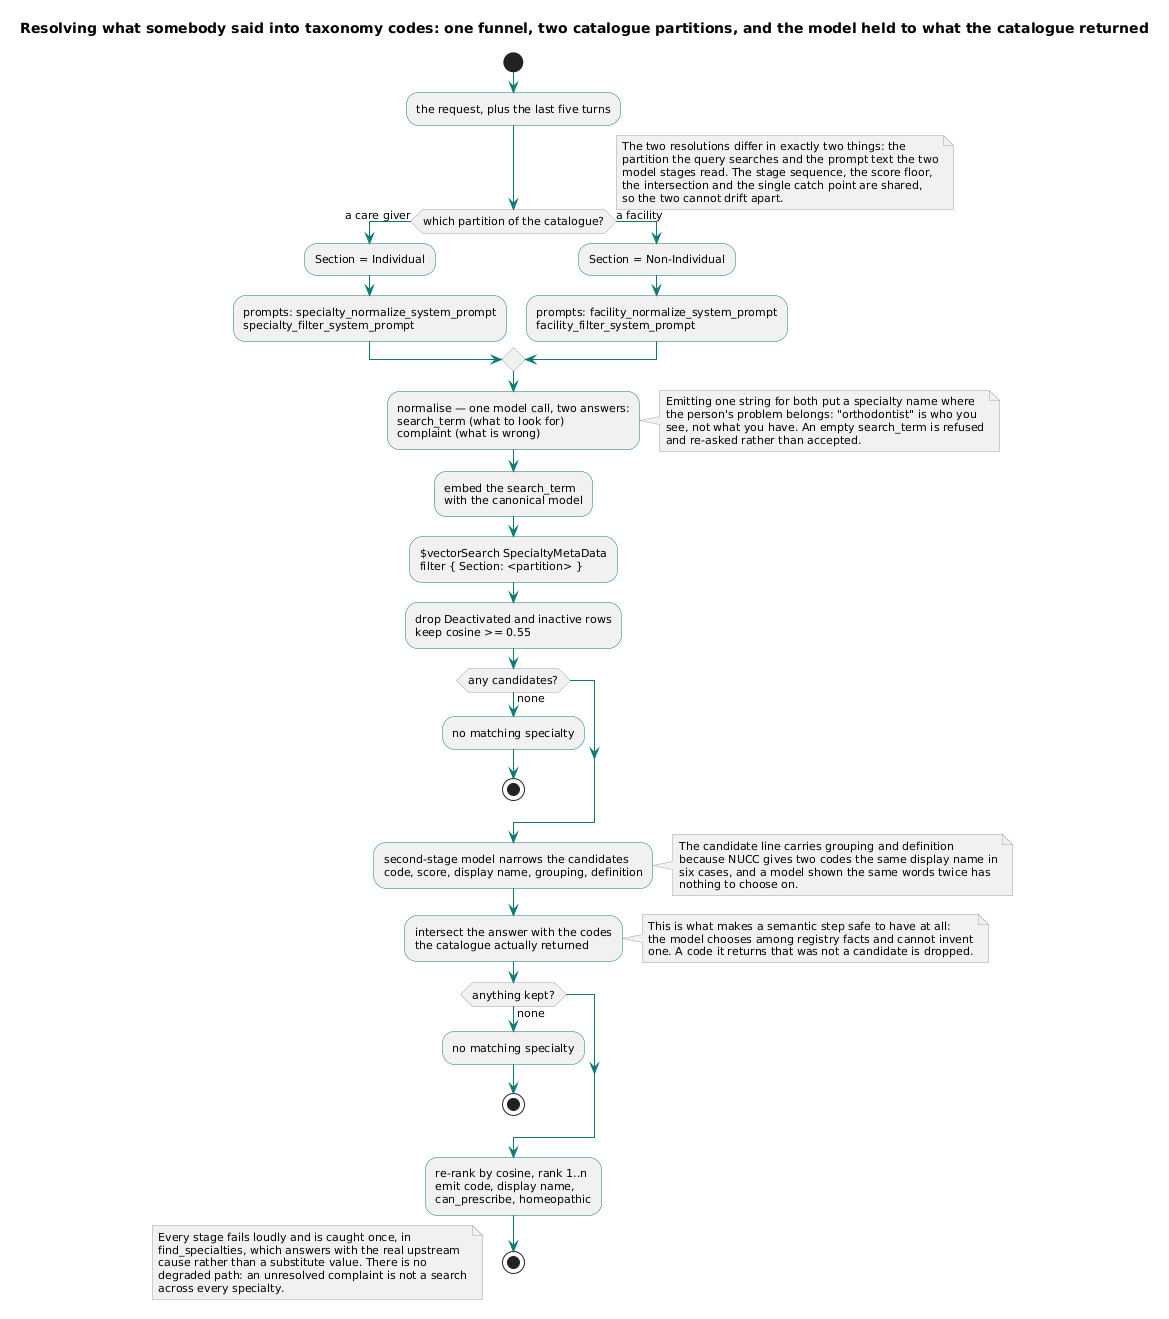 Resolving what somebody said into taxonomy codes: one funnel, two catalogue partitions, and the model held to what the catalogue returned
the request, plus the last five turns
The two resolutions differ in exactly two things: the
partition the query searches and the prompt text the two
model stages read. The stage sequence, the score floor,
the intersection and the single catch point are shared,
so the two cannot drift apart.
a care giver
which partition of the catalogue?
a facility
Section = Individual
Section = Non-Individual
prompts: specialty_normalize_system_prompt
specialty_filter_system_prompt
prompts: facility_normalize_system_prompt
facility_filter_system_prompt
normalise — one model call, two answers:
search_term (what to look for)
complaint (what is wrong)
Emitting one string for both put a specialty name where
the person's problem belongs: "orthodontist" is who you
see, not what you have. An empty search_term is refused
and re-asked rather than accepted.
embed the search_term
with the canonical model
$vectorSearch SpecialtyMetaData
filter { Section: <partition> }
drop Deactivated and inactive rows
keep cosine >= 0.55
any candidates?
none
no matching specialty
second-stage model narrows the candidates
code, score, display name, grouping, definition
The candidate line carries grouping and definition
because NUCC gives two codes the same display name in
six cases, and a model shown the same words twice has
nothing to choose on.
intersect the answer with the codes
the catalogue actually returned
This is what makes a semantic step safe to have at all:
the model chooses among registry facts and cannot invent
one. A code it returns that was not a candidate is dropped.
anything kept?
none
no matching specialty
re-rank by cosine, rank 1..n
emit code, display name,
can_prescribe, homeopathic
Every stage fails loudly and is caught once, in
find_specialties, which answers with the real upstream
cause rather than a substitute value. There is no
degraded path: an unresolved complaint is not a search
across every specialty.